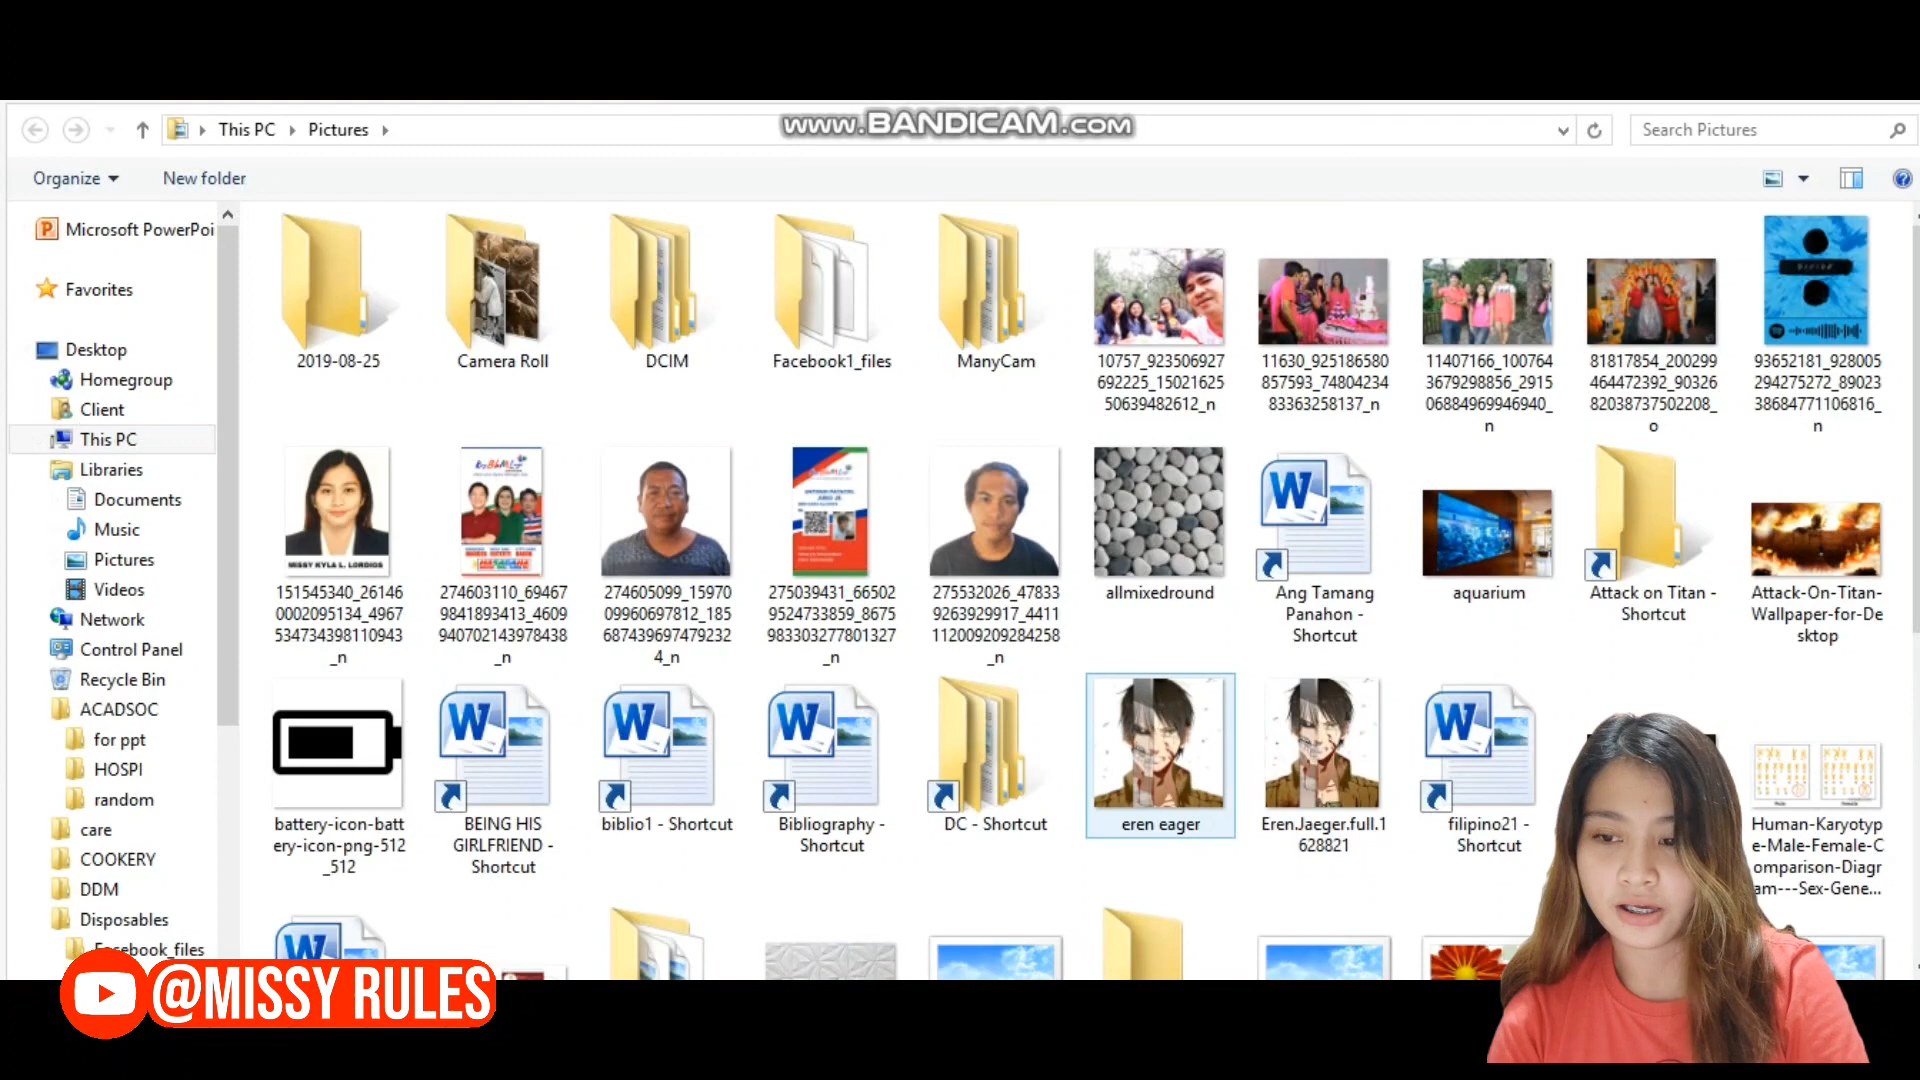 www.BANDICAM.com
This PC
Pictures
Search Pictures
Organize
New folder
Microsoft PowerPoi
Favorites
Desktop
Homegroup
Client
This PC
Libraries
Documents
Music
Pictures
Videos
Network
Control Panel
Recycle Bin
ACADSOC
for ppt
HOSPI
random
care
COOKERY
DDM
Disposables
Facebook_files
2019-08-25
Camera Roll
DCIM
Facebook1_files
ManyCam
10757_923506927
692225_15021625
50639482612_n
11630_925186580
857593_74804234
83363258137_n
11407166_100764
3679298856_2915
06884969946940_
n
81817854_200299
464472392_90326
82038737502208_
o
DIVIDE
93652181_928005
294275272_89023
38684771106816_
n
MISSY KYLA L. LORDIOS
151545340_26146
0002095134_4967
534734398110943
_n
274603110_69467
9841893413_4609
940702143978438
_n
274605099_15970
09960697812_185
687439697479232
4_n
275039431_66502
9524733859_8675
983303277801327
_n
275532026_47833
9263929917_4411
112009209284258
_n
allmixedround
Ang Tamang
Panahon -
Shortcut
aquarium
Attack on Titan -
Shortcut
Attack-On-Titan-
Wallpaper-for-De
sktop
battery-icon-batt
ery-icon-png-512
_512
BEING HIS
GIRLFRIEND -
Shortcut
biblio1 - Shortcut
Bibliography -
Shortcut
DC - Shortcut
eren eager
Eren.Jaeger.full.1
628821
filipino21 -
Shortcut
Human-Karyotyp
e-Male-Female-C
omparison-Diagr
am---Sex-Gene...
@MISSY RULES